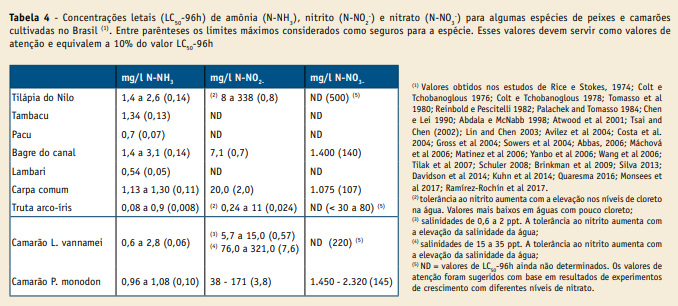 Tabela 4 - Concentrações letais (LC50-96h) de amônia (N-NH3), nitrito (N-NO2-) e nitrato (N-NO3-) para algumas espécies de peixes e camarões
cultivadas no Brasil (1). Entre parênteses os limites máximos considerados como seguros para a espécie. Esses valores devem servir como valores de
atenção e equivalem a 10% do valor LC50-96h
mg/l N-NH3 mg/l N-NO2- mg/l N-NO3-
Tilápia do Nilo 1,4 a 2,6 (0,14) (2) 8 a 338 (0,8) ND (500) (5)
Tambacu 1,34 (0,13) ND ND
Pacu 0,7 (0,07) ND ND
Bagre do canal 1,4 a 3,1 (0,14) 7,1 (0,7) 1.400 (140)
Lambari 0,54 (0,05) ND ND
Carpa comum 1,13 a 1,30 (0,11) 20,0 (2,0) 1.075 (107)
Truta arco-íris 0,08 a 0,9 (0,008) (2) 0,24 a 11 (0,024) ND (< 30 a 80) (5)
Camarão L. vannamei 0,6 a 2,8 (0,06) (3) 5,7 a 15,0 (0,57) ND (220) (5)
(4) 76,0 a 321,0 (7,6)
Camarão P. monodon 0,96 a 1,08 (0,10) 38 - 171 (3,8) 1.450 - 2.320 (145)
(1) Valores obtidos nos estudos de Rice e Stokes, 1974; Colt e
Tchobanoglous 1976; Colt e Tchobanoglous 1978; Tomasso et al
1980; Reinbold e Pescitelli 1982; Palachek and Tomasso 1984; Chen
e Lei 1990; Abdala e McNabb 1998; Atwood et al 2001; Tsai and
Chen (2002); Lin and Chen 2003; Avilez et al 2004; Costa et al.
2004; Gross et al 2004; Sowers et al 2004; Abbas, 2006; Máchová
et al 2006; Matinez et al 2006; Yanbo et al 2006; Wang et al 2006;
Tilak et al 2007; Schuler 2008; Brinkman et al 2009; Silva 2013;
Davidson et al 2014; Kuhn et al 2014; Quaresma 2016; Monsees et
al 2017; Ramírez-Rochín et al 2017.
(2) tolerância ao nitrito aumenta com a elevação nos níveis de cloreto
na água. Valores mais baixos em águas com pouco cloreto;
(3) salinidades de 0,6 a 2 ppt. A tolerância ao nitrito aumenta com
a elevação da salinidade da água;
(4) salinidades de 15 a 35 ppt. A tolerância ao nitrito aumenta com
a elevação da salinidade da água;
(5) ND = valores de LC50-96h ainda não determinados. Os valores de
atenção foram sugeridos com base em resultados de experimentos
de crescimento com diferentes níveis de nitrato.